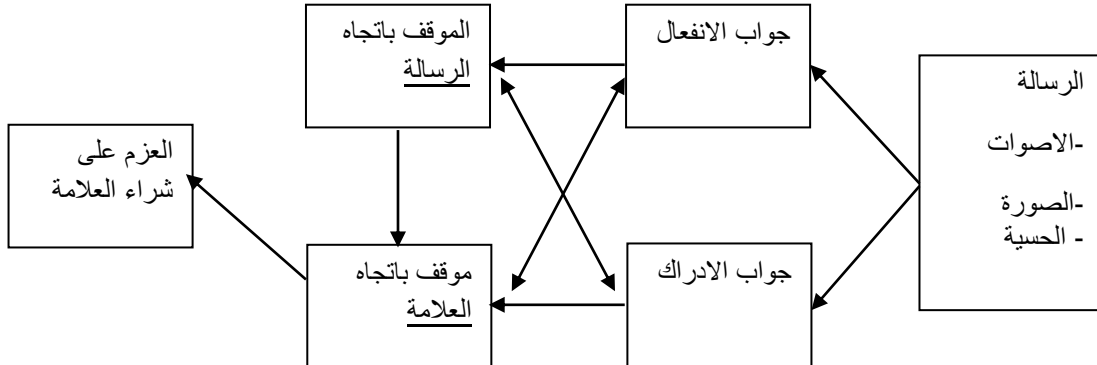 الرسالة
-الاصوات
-الصورة
- الحسية
جواب الانفعال
جواب الادراك
الموقف باتجاه
الرسالة
موقف باتجاه
العلامة
العزم على
شراء العلامة